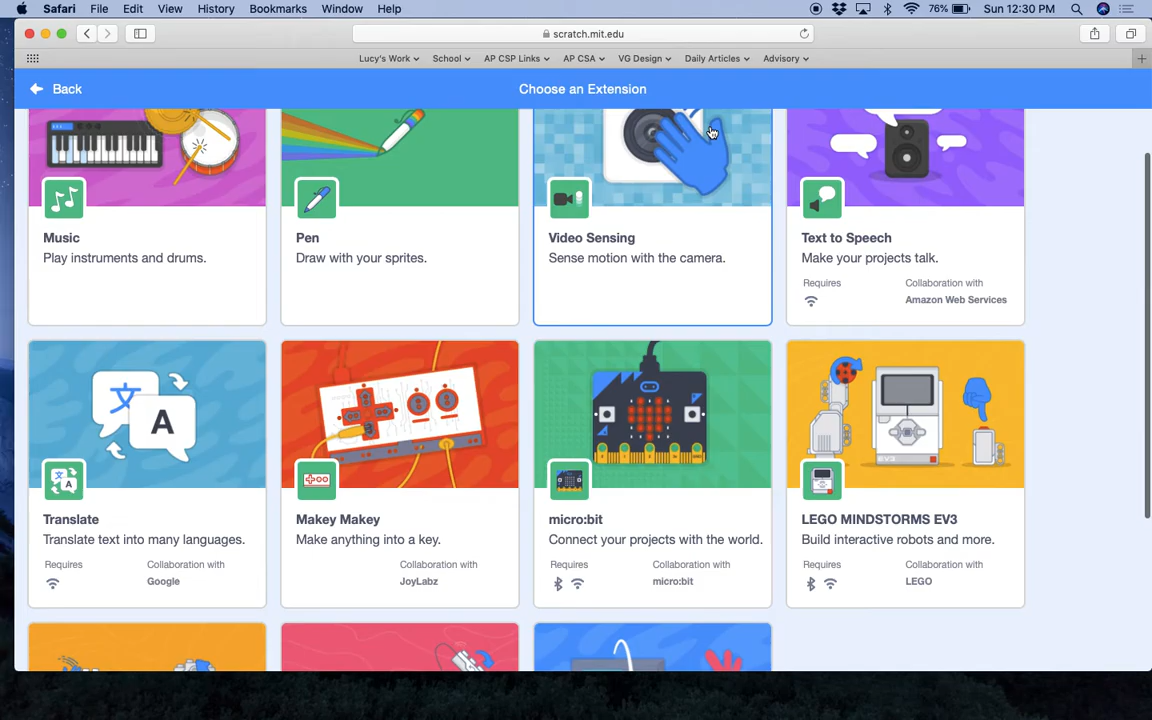 Safari File Edit View History Bookmarks Window Help 76% Sun 12:30 PM
scratch.mit.edu
Lucy's Work School AP CSP Links AP CSA VG Design Daily Articles Advisory
Back Choose an Extension
Music
Play instruments and drums.
Pen
Draw with your sprites.
Video Sensing
Sense motion with the camera.
Text to Speech
Make your projects talk.
Requires Collaboration with
Amazon Web Services
文 A
文 A
Translate
Translate text into many languages.
Requires Collaboration with
Google
Makey Makey
Make anything into a key.
Collaboration with
JoyLabz
micro:bit
Connect your projects with the world.
Requires Collaboration with
micro:bit
EV3
LEGO MINDSTORMS EV3
Build interactive robots and more.
Requires Collaboration with
LEGO